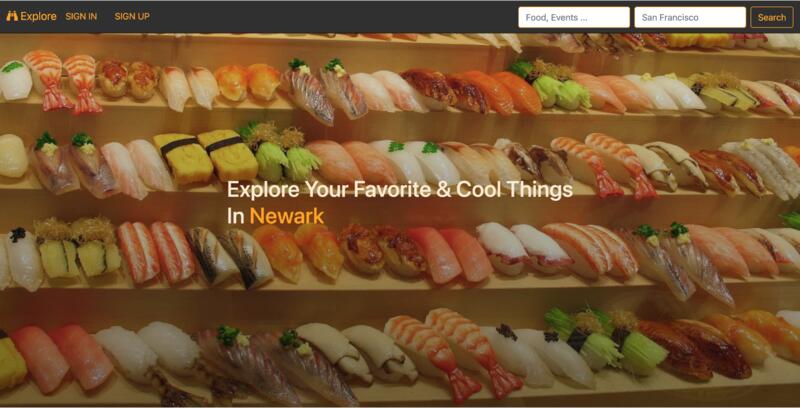 Explore SIGN IN SIGN UP Food, Events ... San Francisco Search
Explore Your Favorite & Cool Things
In Newark